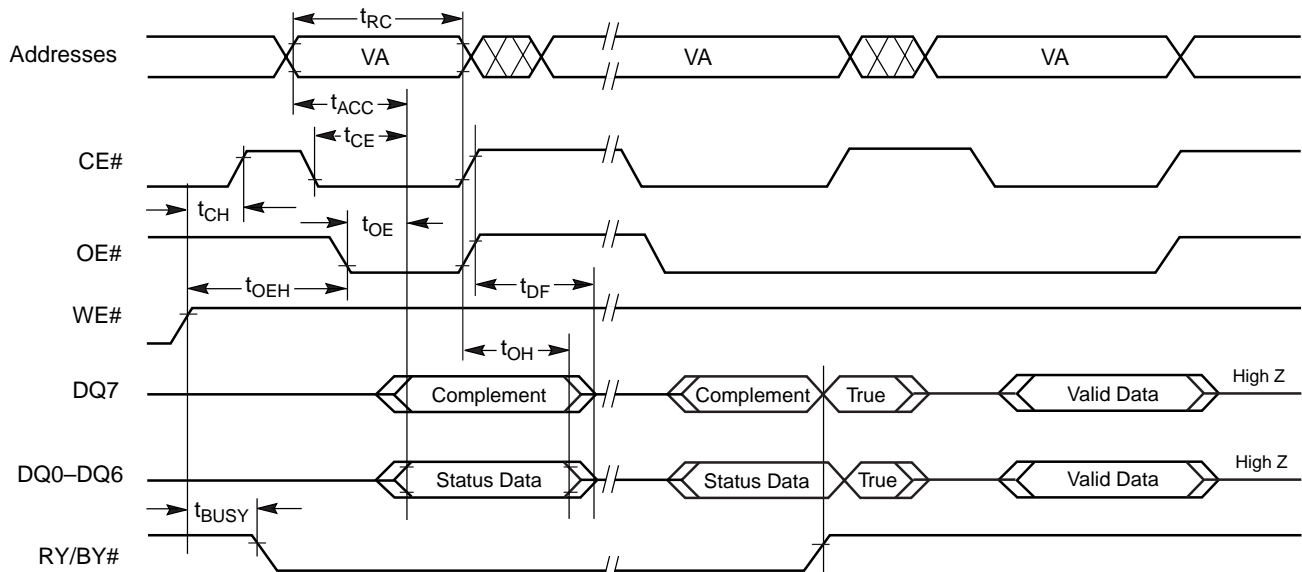 tRC
Addresses VA VA VA
tACC
tCE
CE#
tCH tOE
OE#
tOEH tDF
WE#
tOH
DQ7 Complement Complement True Valid Data High Z
DQ0–DQ6 Status Data Status Data True Valid Data High Z
tBUSY
RY/BY#